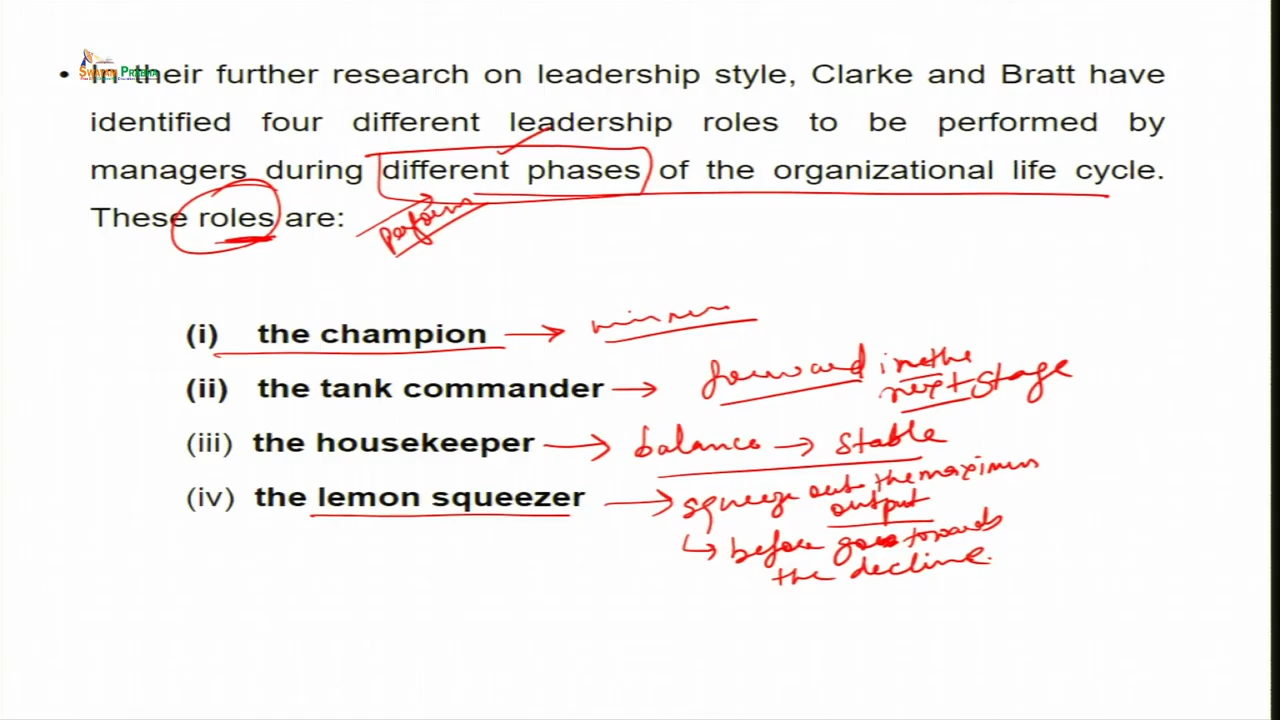 SWAYAM PRABHA
• In their further research on leadership style, Clarke and Bratt have
identified four different leadership roles to be performed by
managers during different phases of the organizational life cycle.
These roles are:
perform
(i) the champion →
(ii) the tank commander → forward in the
next stage
(iii) the housekeeper → balance → stable
(iv) the lemon squeezer → squeeze out the maximum
output
↳ before goes towards
the decline.